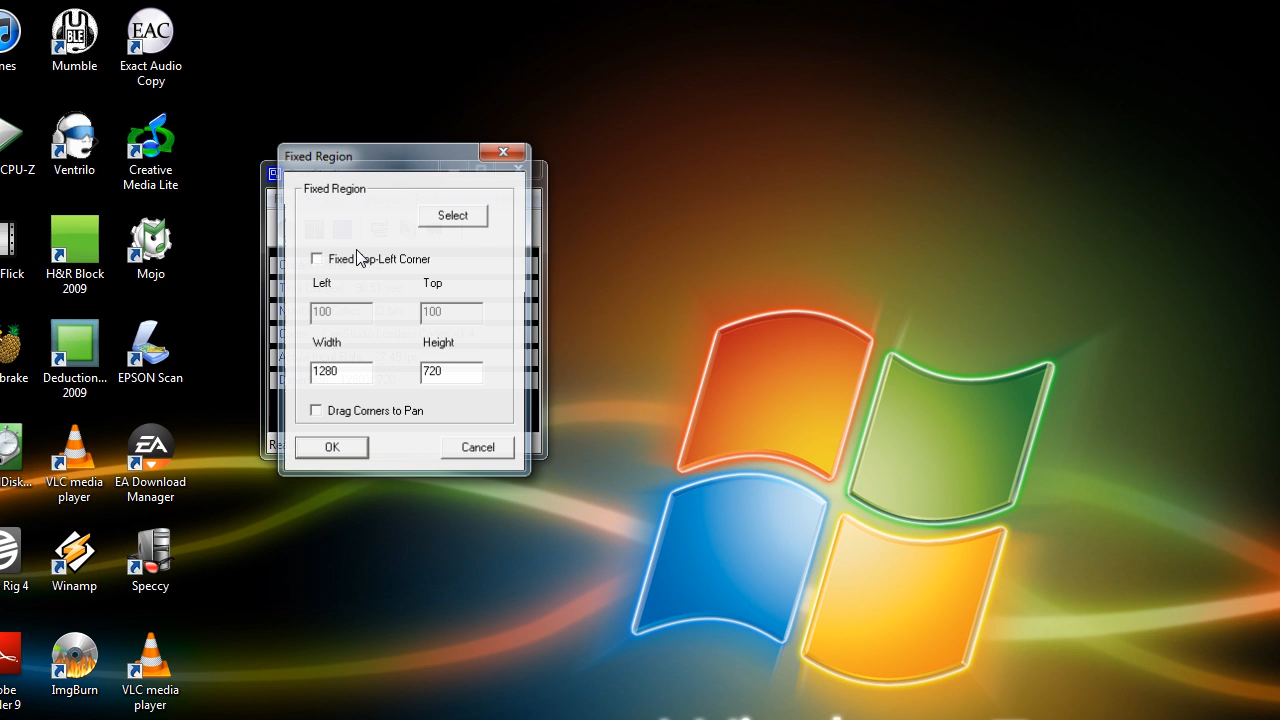 nes
Mumble
EAC
Exact Audio
Copy
CPU-Z
Ventrilo
Creative
Media Lite
Flick
H&R Block
2009
Mojo
brake
Deduction...
2009
EPSON Scan
Disk...
VLC media
player
EA
EA Download
Manager
Rig 4
Winamp
Speccy
obe
ler 9
ImgBurn
VLC media
player
Fixed Region
Fixed Region
Select
Fixed Top-Left Corner
Left
Top
100
100
Width
Height
1280
720
Drag Corners to Pan
OK
Cancel